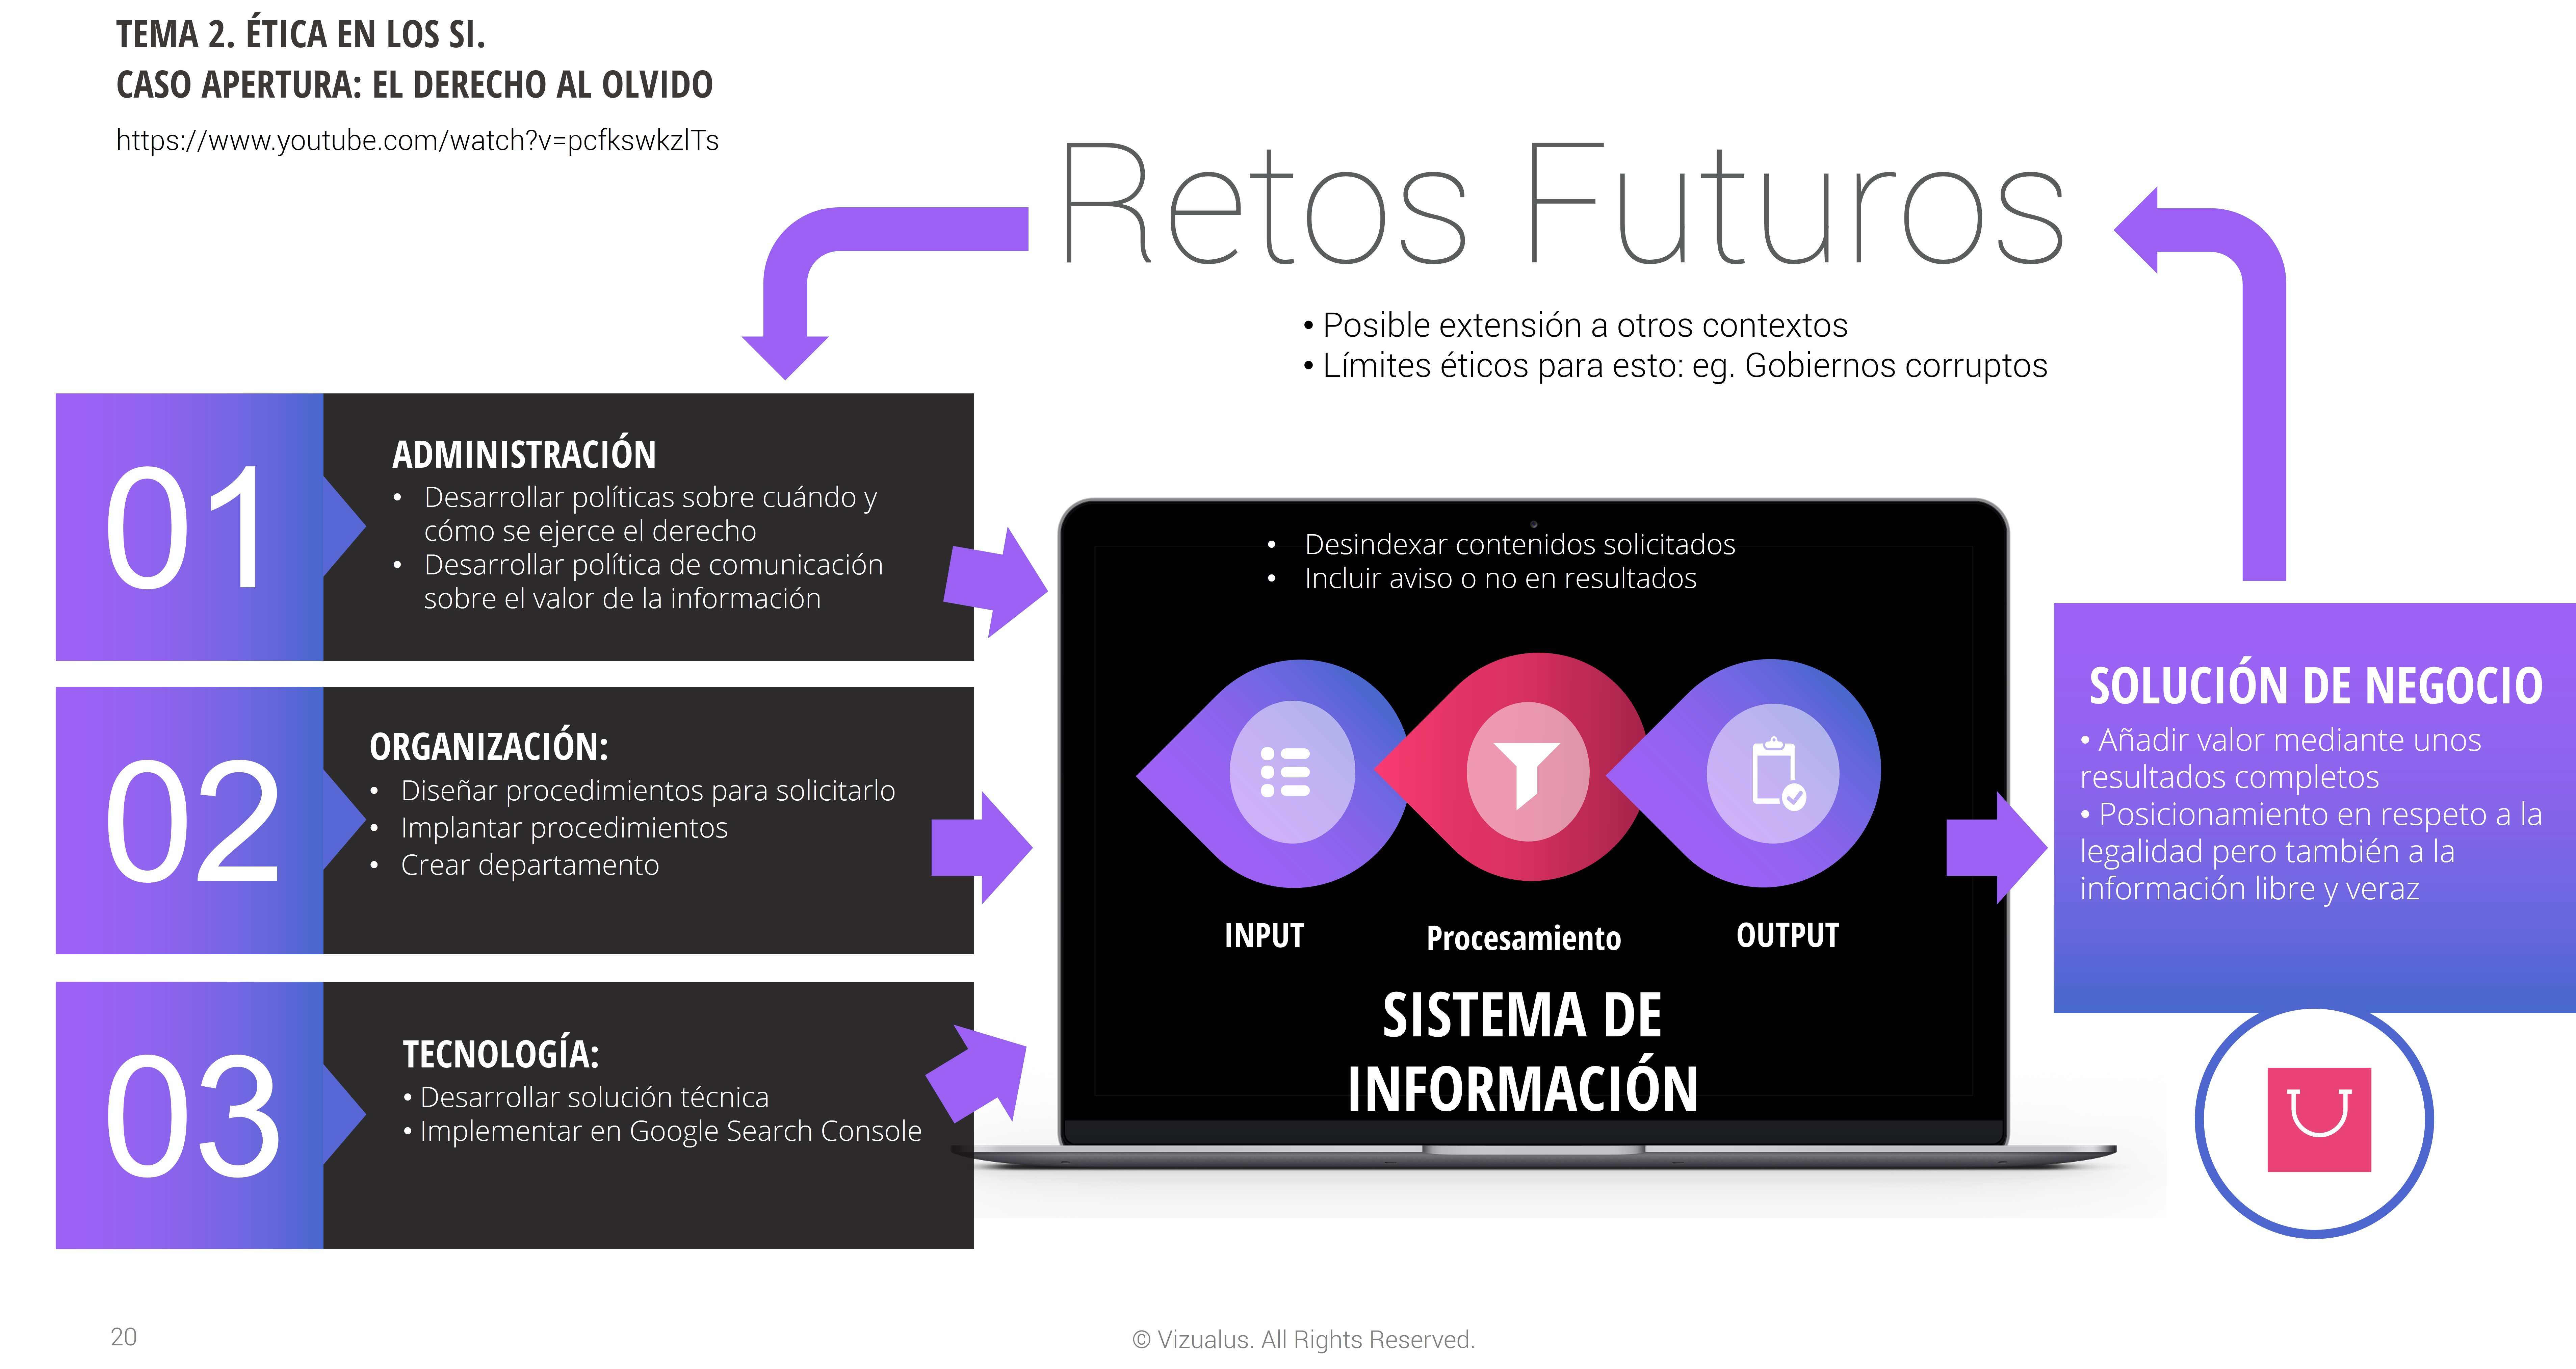 TEMA 2. ÉTICA EN LOS SI.
CASO APERTURA: EL DERECHO AL OLVIDO
https://www.youtube.com/watch?v=pcfkswkzlTs
Retos Futuros
• Posible extensión a otros contextos
• Límites éticos para esto: eg. Gobiernos corruptos
01
ADMINISTRACIÓN
• Desarrollar políticas sobre cuándo y
cómo se ejerce el derecho
• Desarrollar política de comunicación
sobre el valor de la información
02
ORGANIZACIÓN:
• Diseñar procedimientos para solicitarlo
• Implantar procedimientos
• Crear departamento
03
TECNOLOGÍA:
• Desarrollar solución técnica
• Implementar en Google Search Console
• Desindexar contenidos solicitados
• Incluir aviso o no en resultados
INPUT
Procesamiento
OUTPUT
SISTEMA DE
INFORMACIÓN
SOLUCIÓN DE NEGOCIO
• Añadir valor mediante unos
resultados completos
• Posicionamiento en respeto a la
legalidad pero también a la
información libre y veraz
20
© Vizualus. All Rights Reserved.